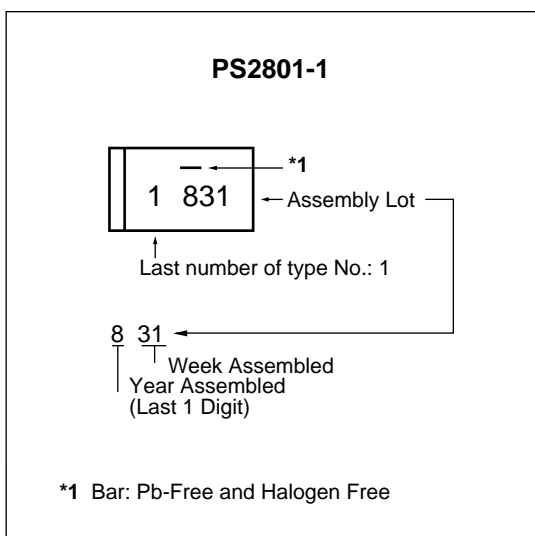 PS2801-1
*1
1 831
Assembly Lot
Last number of type No.: 1
8 31
Week Assembled
Year Assembled
(Last 1 Digit)
*1 Bar: Pb-Free and Halogen Free